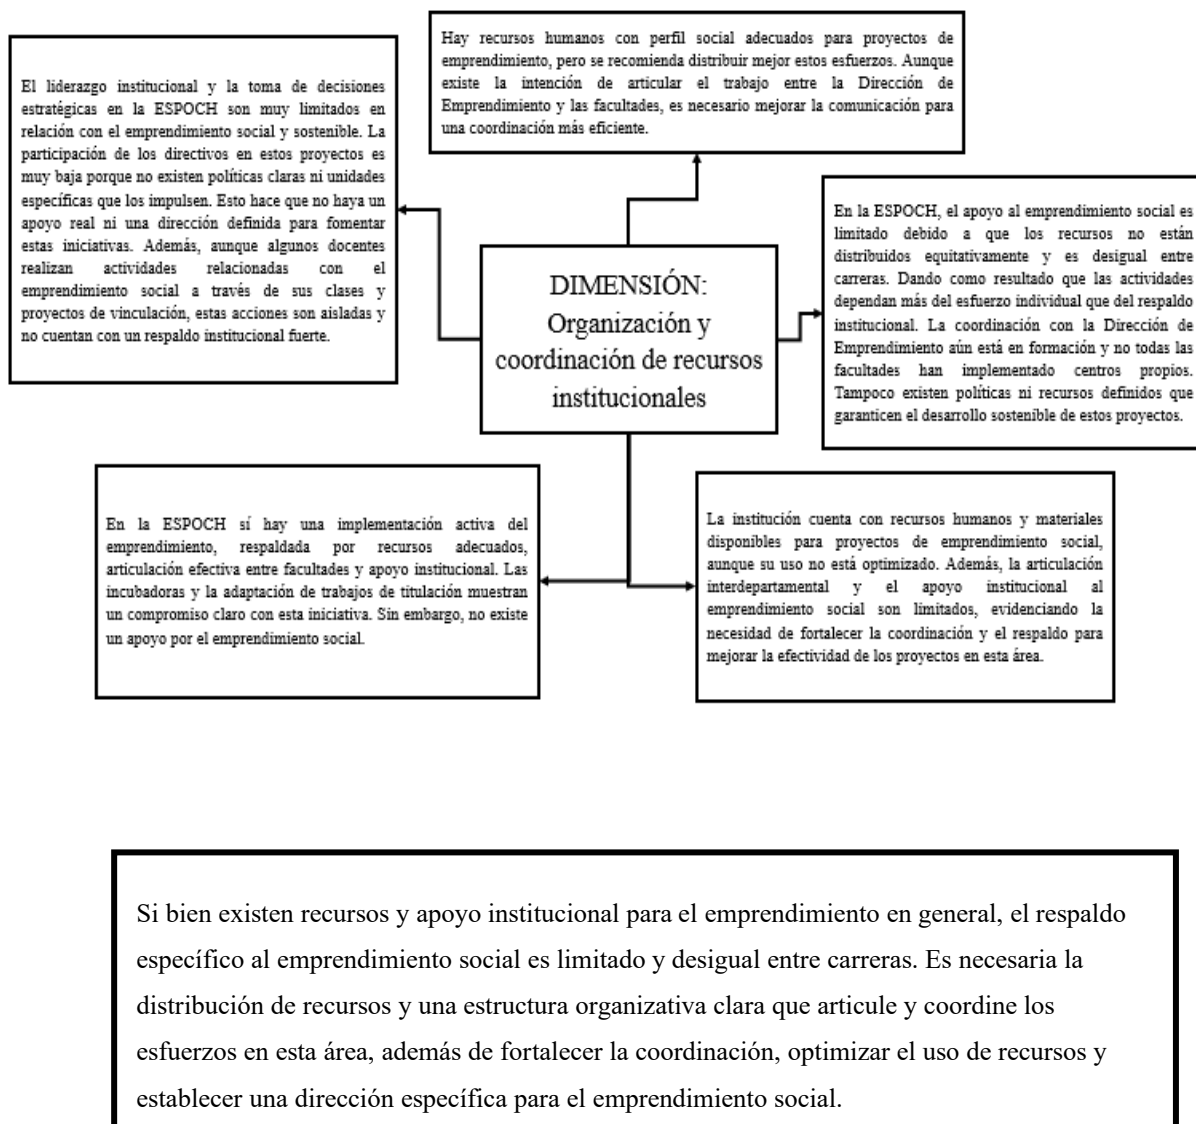 Hay recursos humanos con perfil social adecuados para proyectos de
emprendimiento, pero se recomienda distribuir mejor estos esfuerzos. Aunque
existe la intención de articular el trabajo entre la Dirección de
Emprendimiento y las facultades, es necesario mejorar la comunicación para
una coordinación más eficiente.
El liderazgo institucional y la toma de decisiones
estratégicas en la ESPOCH son muy limitados en
relación con el emprendimiento social y sostenible. La
participación de los directivos en estos proyectos es
muy baja porque no existen políticas claras ni unidades
específicas que los impulsen. Esto hace que no haya un
apoyo real ni una dirección definida para fomentar
estas iniciativas. Además, aunque algunos docentes
realizan actividades relacionadas con el
emprendimiento social a través de sus clases y
proyectos de vinculación, estas acciones son aisladas y
no cuentan con un respaldo institucional fuerte.
DIMENSIÓN:
Organización y
coordinación de recursos
institucionales
En la ESPOCH, el apoyo al emprendimiento social es
limitado debido a que los recursos no están
distribuidos equitativamente y es desigual entre
carreras. Dando como resultado que las actividades
dependan más del esfuerzo individual que del respaldo
institucional. La coordinación con la Dirección de
Emprendimiento aún está en formación y no todas las
facultades han implementado centros propios.
Tampoco existen políticas ni recursos definidos que
garanticen el desarrollo sostenible de estos proyectos.
En la ESPOCH sí hay una implementación activa del
emprendimiento, respaldada por recursos adecuados,
articulación efectiva entre facultades y apoyo institucional. Las
incubadoras y la adaptación de trabajos de titulación muestran
un compromiso claro con esta iniciativa. Sin embargo, no existe
un apoyo por el emprendimiento social.
La institución cuenta con recursos humanos y materiales
disponibles para proyectos de emprendimiento social,
aunque su uso no está optimizado. Además, la articulación
interdepartamental y el apoyo institucional al
emprendimiento social son limitados, evidenciando la
necesidad de fortalecer la coordinación y el respaldo para
mejorar la efectividad de los proyectos en esta área.
Si bien existen recursos y apoyo institucional para el emprendimiento en general, el respaldo
específico al emprendimiento social es limitado y desigual entre carreras. Es necesaria la
distribución de recursos y una estructura organizativa clara que articule y coordine los
esfuerzos en esta área, además de fortalecer la coordinación, optimizar el uso de recursos y
establecer una dirección específica para el emprendimiento social.